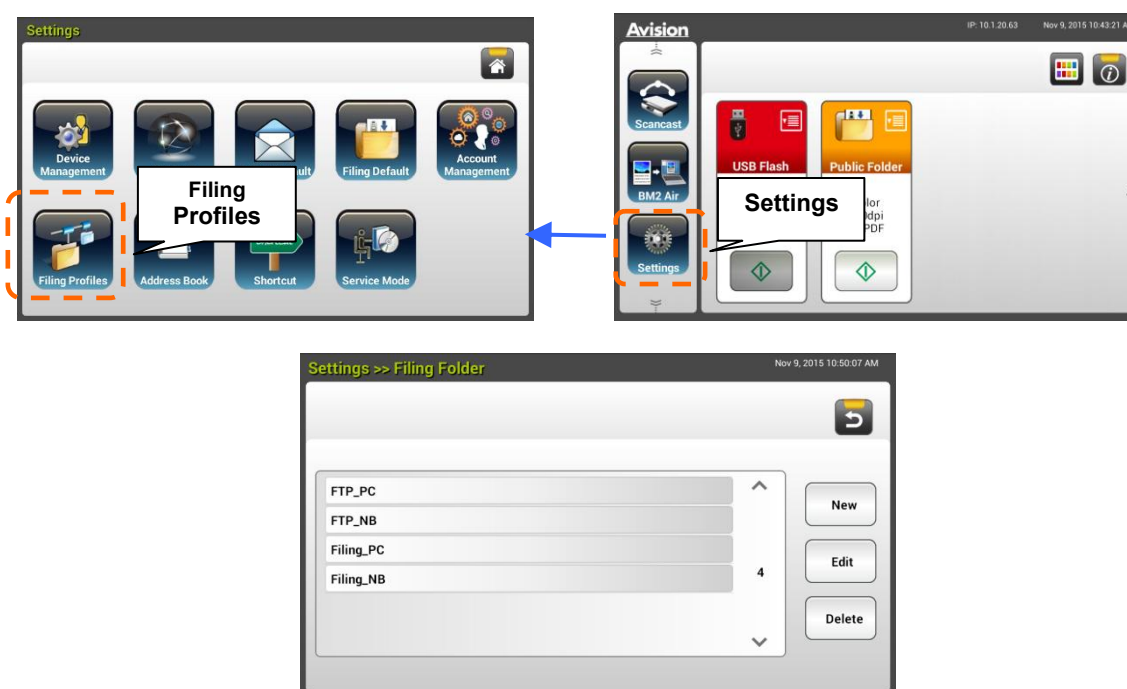 Settings
Device
Management
ult
Filing Default
Account
Management
Filing
Profiles
Filing Profiles
Address Book
Shortcut
Service Mode
Avision
IP: 10.1.20.63
Nov 9, 2015 10:43:21 A
Scancast
BM2 Air
Settings
USB Flash
Public Folder
lor
dpi
PDF
Settings
Settings >> Filing Folder
Nov 9, 2015 10:50:07 AM
FTP_PC
FTP_NB
Filing_PC
Filing_NB
4
New
Edit
Delete